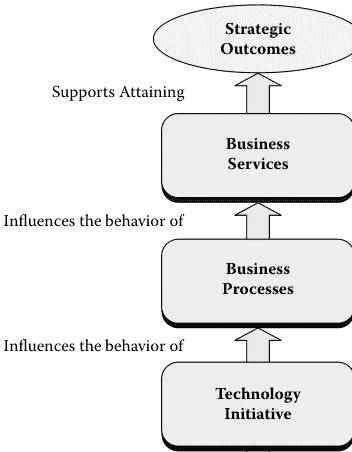 Strategic
Outcomes
Supports Attaining
Business
Services
Influences the behavior of
Business
Processes
Influences the behavior of
Technology
Initiative